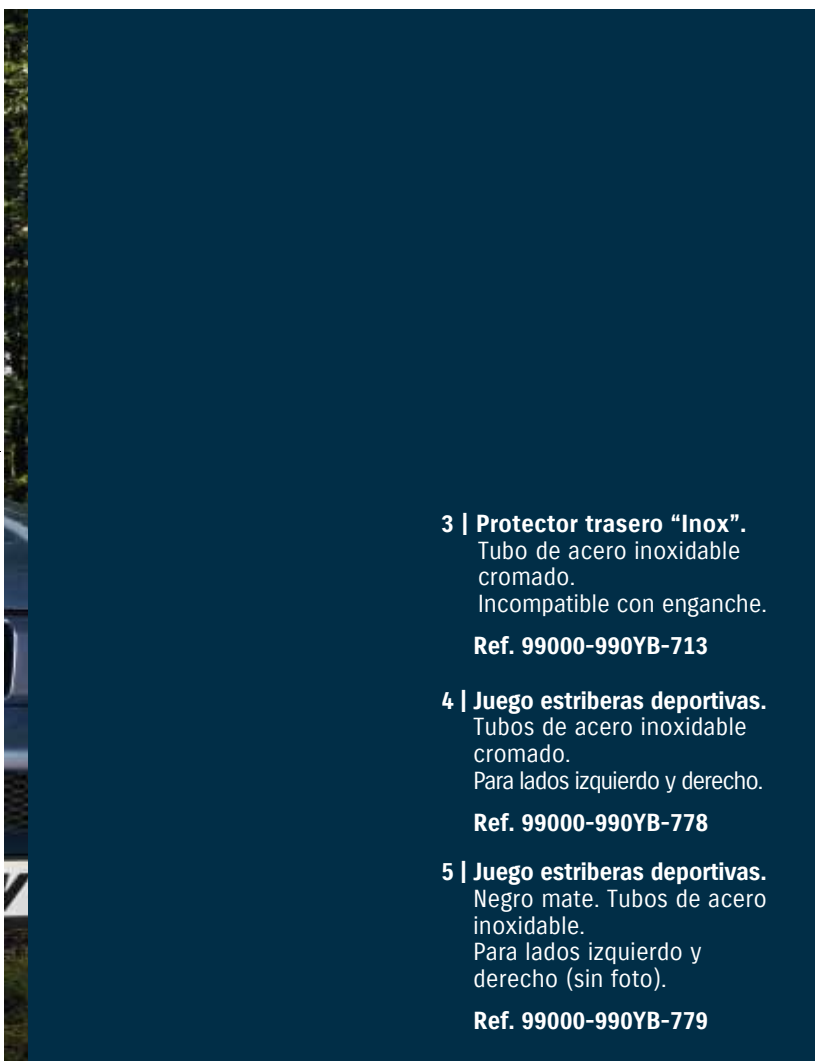 3 | Protector trasero “Inox”.
Tubo de acero inoxidable
cromado.
Incompatible con enganche.
Ref. 99000-990YB-713
4 | Juego estriberas deportivas.
Tubos de acero inoxidable
cromado.
Para lados izquierdo y derecho.
Ref. 99000-990YB-778
5 | Juego estriberas deportivas.
Negro mate. Tubos de acero
inoxidable.
Para lados izquierdo y
derecho (sin foto).
Ref. 99000-990YB-779